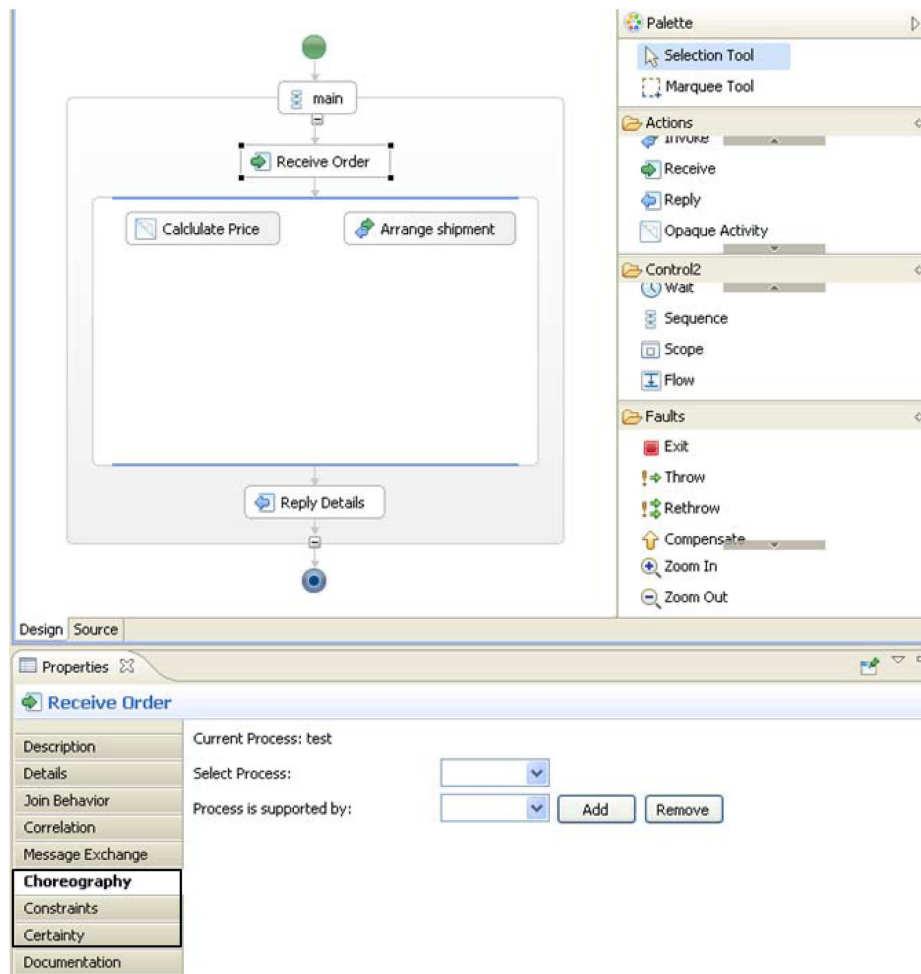 main
Receive Order
Calclulate Price
Arrange shipment
Reply Details
Design Source
Palette
Selection Tool
Marquee Tool
Actions
Invoke
Receive
Reply
Opaque Activity
Control2
Wait
Sequence
Scope
Flow
Faults
Exit
Throw
Rethrow
Compensate
Zoom In
Zoom Out
Properties
Receive Order
Description
Details
Join Behavior
Correlation
Message Exchange
Choreography
Constraints
Certainty
Documentation
Current Process: test
Select Process:
Process is supported by:
Add Remove